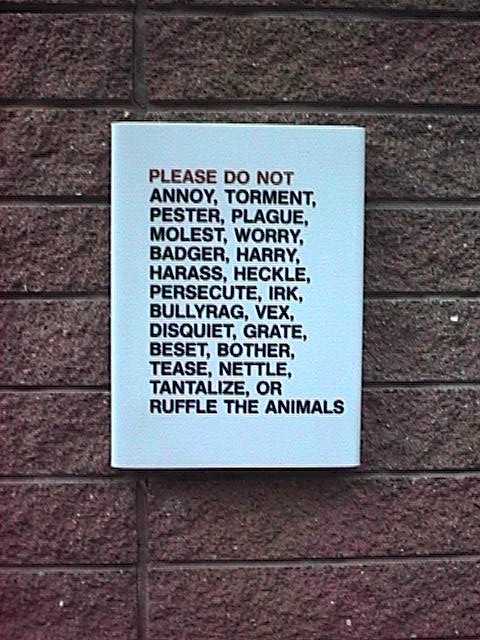 PLEASE DO NOT
ANNOY, TORMENT,
PESTER, PLAGUE,
MOLEST, WORRY,
BADGER, HARRY,
HARASS, HECKLE,
PERSECUTE, IRK,
BULLYRAG, VEX,
DISQUIET, GRATE,
BESET, BOTHER,
TEASE, NETTLE,
TANTALIZE, OR
RUFFLE THE ANIMALS